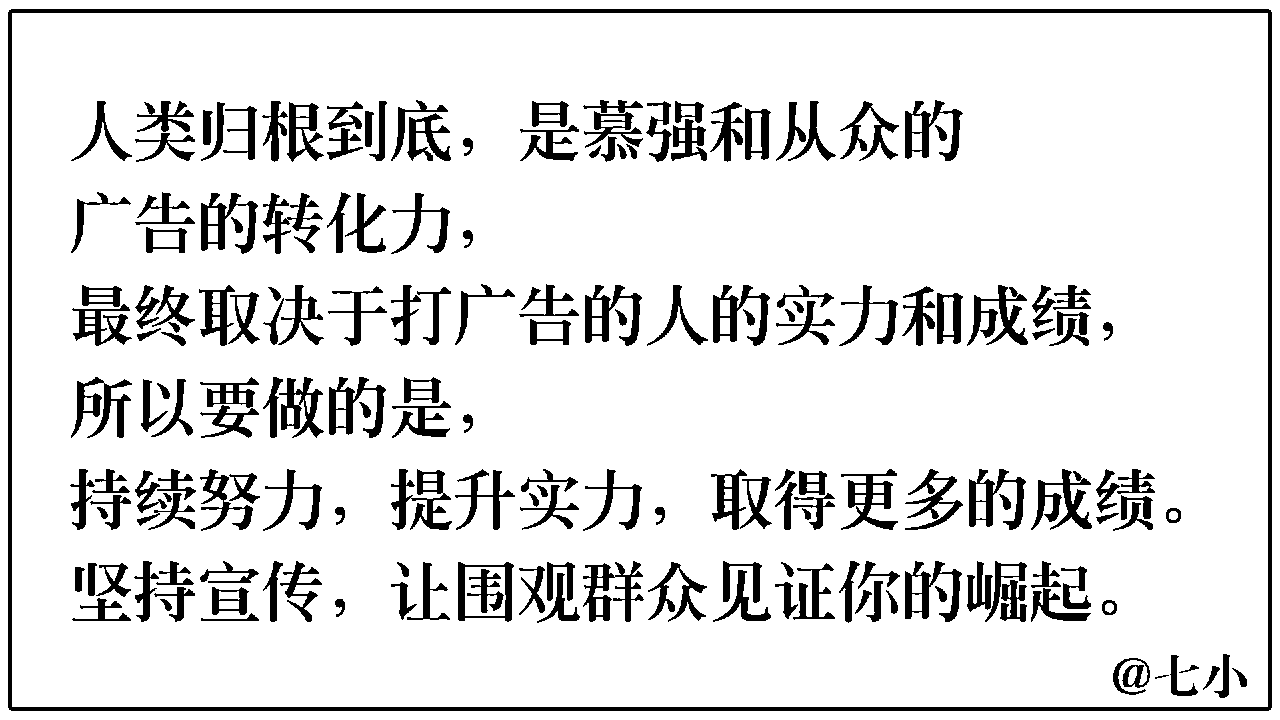 人类归根到底，是慕强和从众的
广告的转化力，
最终取决于打广告的人的实力和成绩，
所以要做的是，
持续努力，提升实力，取得更多的成绩。
坚持宣传，让围观群众见证你的崛起。
@七小